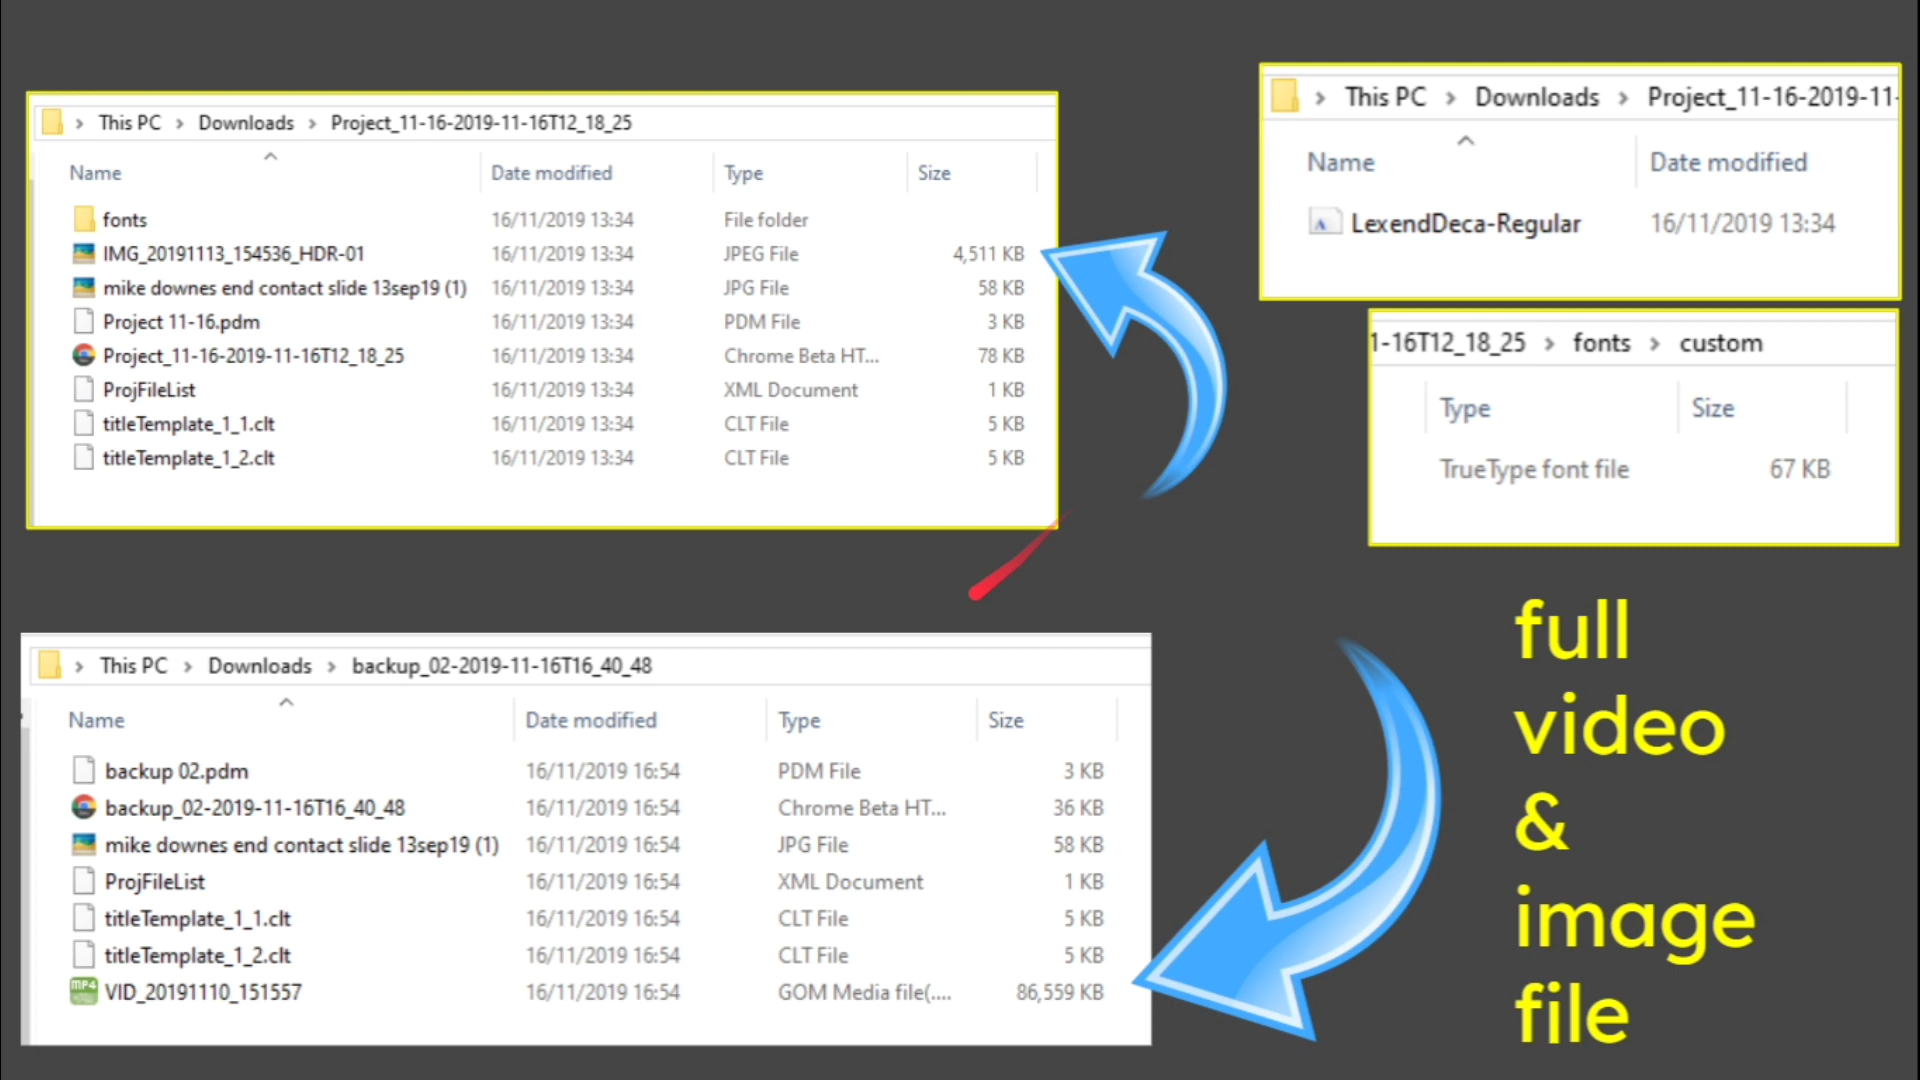 This PC > Downloads > Project_11-16-2019-11-16T12_18_25
Name Date modified Type Size
fonts 16/11/2019 13:34 File folder
IMG_20191113_154536_HDR-01 16/11/2019 13:34 JPEG File 4,511 KB
mike downes end contact slide 13sep19 (1) 16/11/2019 13:34 JPG File 58 KB
Project 11-16.pdm 16/11/2019 13:34 PDM File 3 KB
Project_11-16-2019-11-16T12_18_25 16/11/2019 13:34 Chrome Beta HT... 78 KB
ProjFileList 16/11/2019 13:34 XML Document 1 KB
titleTemplate_1_1.clt 16/11/2019 13:34 CLT File 5 KB
titleTemplate_1_2.clt 16/11/2019 13:34 CLT File 5 KB
This PC > Downloads > Project_11-16-2019-11-
Name Date modified
LexendDeca-Regular 16/11/2019 13:34
1-16T12_18_25 > fonts > custom
Type Size
TrueType font file 67 KB
This PC > Downloads > backup_02-2019-11-16T16_40_48
Name Date modified Type Size
backup 02.pdm 16/11/2019 16:54 PDM File 3 KB
backup_02-2019-11-16T16_40_48 16/11/2019 16:54 Chrome Beta HT... 36 KB
mike downes end contact slide 13sep19 (1) 16/11/2019 16:54 JPG File 58 KB
ProjFileList 16/11/2019 16:54 XML Document 1 KB
titleTemplate_1_1.clt 16/11/2019 16:54 CLT File 5 KB
titleTemplate_1_2.clt 16/11/2019 16:54 CLT File 5 KB
MP4 VID_20191110_151557 16/11/2019 16:54 GOM Media file(.... 86,559 KB
full
video
&
image
file